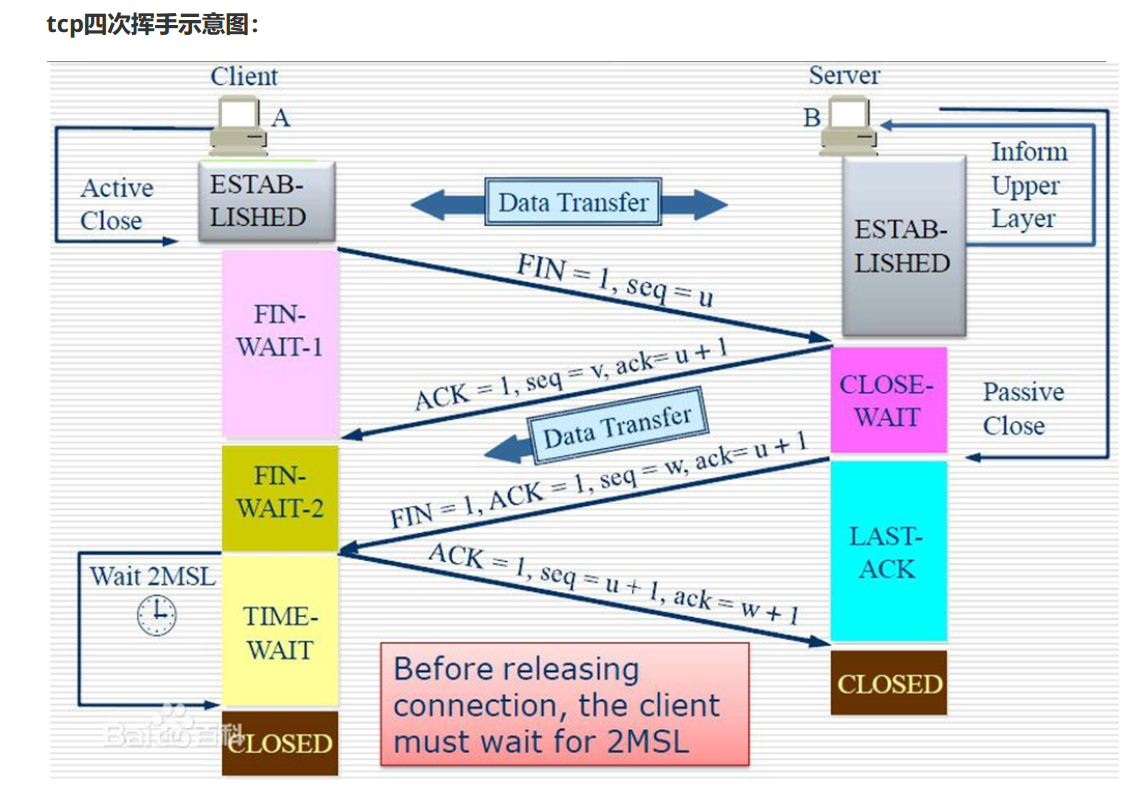 tcp四次挥手示意图：
Client
Server
A
B
Active
Close
ESTAB-
LISHED
Data Transfer
Inform
Upper
Layer
ESTAB-
LISHED
FIN = 1, seq = u
FIN-
WAIT-1
ACK = 1, seq = v, ack= u + 1
CLOSE-
WAIT
Passive
Close
Data Transfer
FIN = 1, ACK = 1, seq = w, ack= u + 1
FIN-
WAIT-2
LAST-
ACK
ACK = 1, seq = u + 1, ack = w + 1
Wait 2MSL
TIME-
WAIT
Before releasing
connection, the client
must wait for 2MSL
CLOSED
Bai 百科
CLOSED